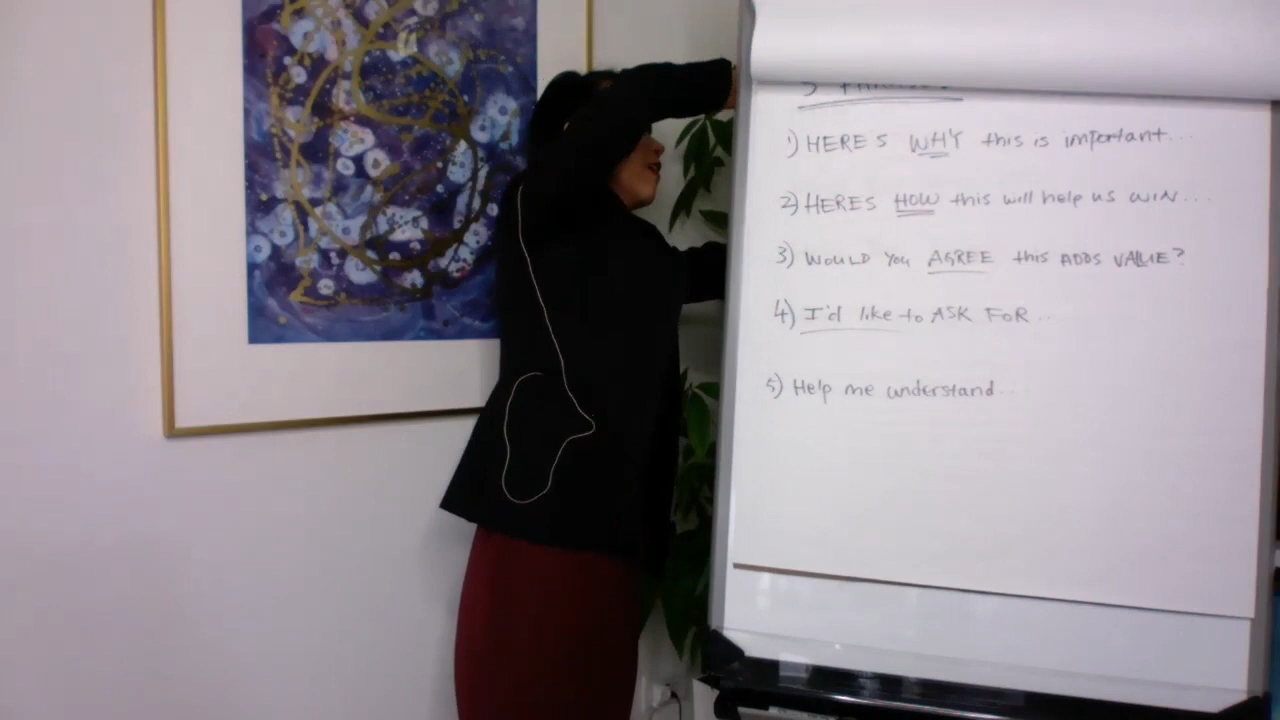 1) HERE'S WHY this is important...
2) HERES HOW this will help us WIN...
3) WOULD You AGREE this ADDS VALUE?
4) I'd like to ASK FOR..
5) Help me understand...